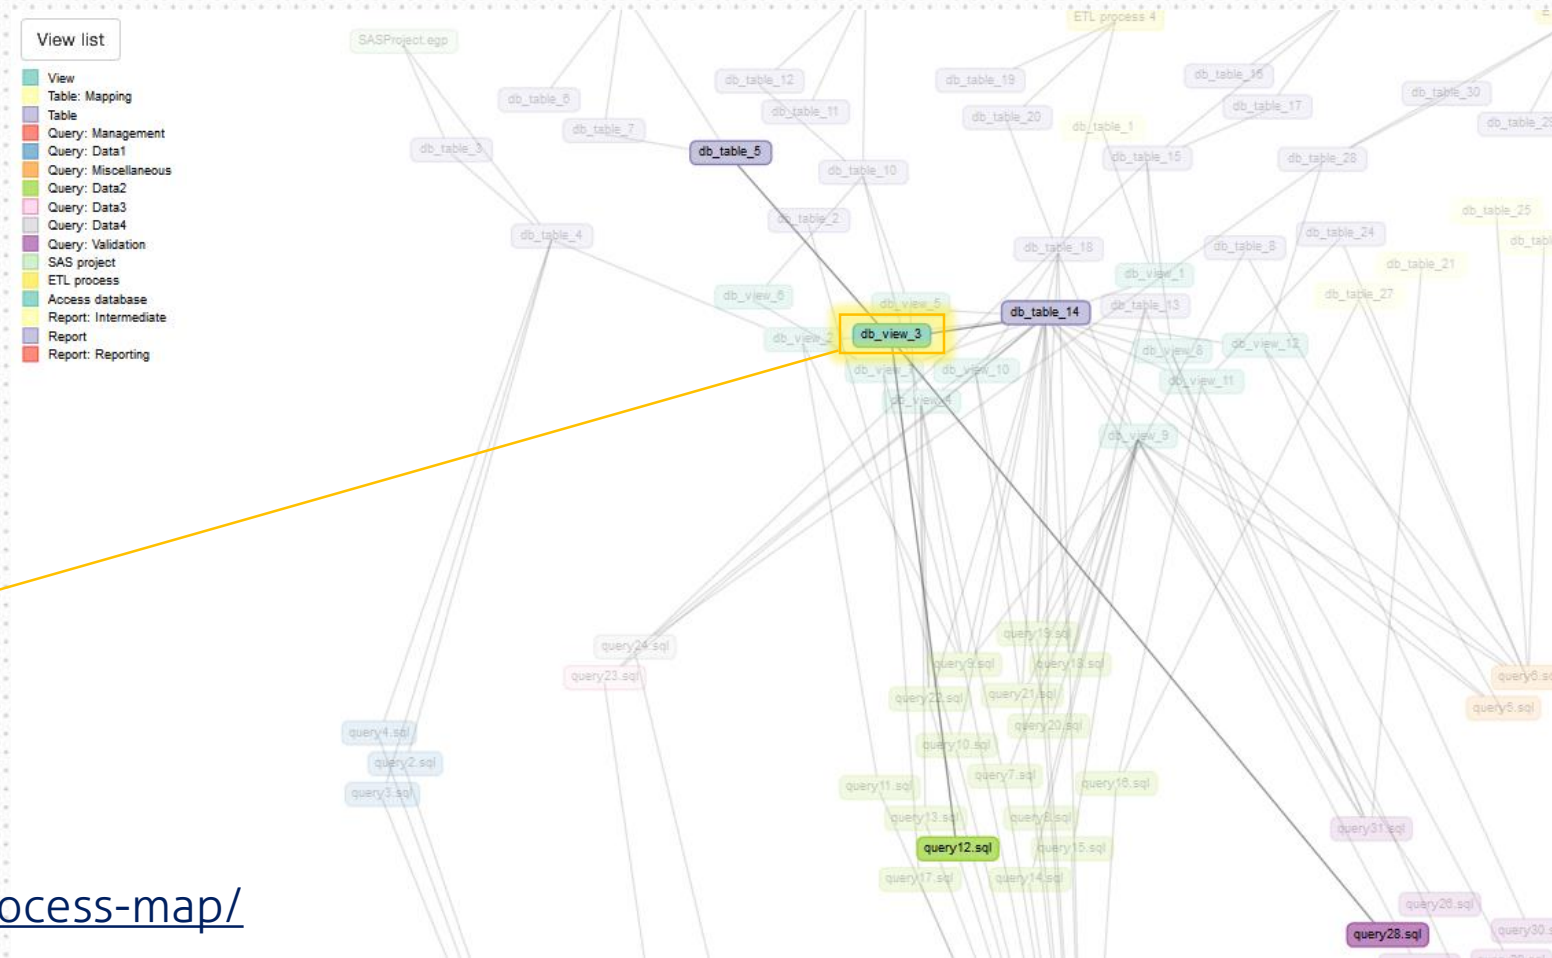 View list
View
Table: Mapping
Table
Query: Management
Query: Data1
Query: Miscellaneous
Query: Data2
Query: Data3
Query: Data4
Query: Validation
SAS project
ETL process
Access database
Report: Intermediate
Report
Report: Reporting
ETL process 4
SASProject.egp
db_table_12
db_table_19
db_table_16
db_table_30
db_table_6
db_table_11
db_table_17
db_table_20
db_table_7
db_table_1
db_table_29
db_table_3
db_table_5
db_table_15
db_table_28
db_table_10
db_table_2
db_table_25
db_table_4
db_table_18
db_table_8
db_table_24
db_view_1
db_table_21
db_view_6
db_view_5
db_table_13
db_table_27
db_table_14
db_view_3
db_view_2
db_view_8
db_view_12
db_view_10
db_view_11
db_view_4
db_view_9
query19.sql
query24.sql
query9.sql
query18.sql
query23.sql
query6.sq
query22.sql
query21.sql
query5.sql
query20.sql
query4.sql
query10.sql
query2.sql
query7.sql
query16.sql
query11.sql
query3.sql
query13.sql
query8.sql
query31.sql
query12.sql
query15.sql
query17.sql
query14.sql
query26.sql
ocess-map/
query28.sql
query30.s